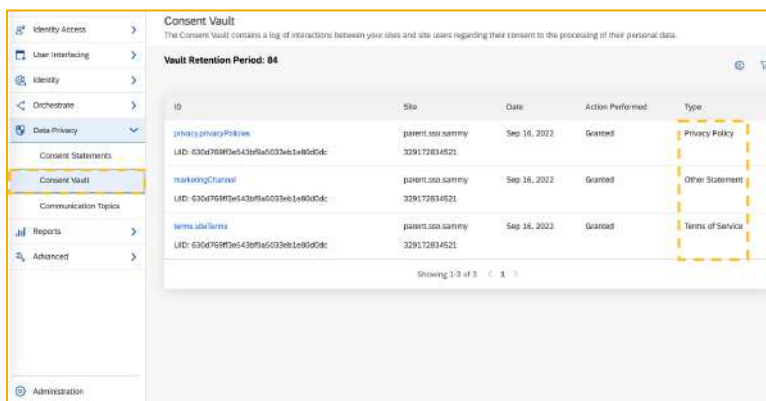 Identity Access
User Interfacing
Identity
Orchestrate
Data Privacy
Consent Statements
Consent Vault
Communication Topics
Reports
Advanced
Administration
Consent Vault
The Consent Vault contains a log of interactions between your sites and site users regarding their consent to the processing of their personal data.
Vault Retention Period: 84
ID Site Date Action Performed Type
privacy.privacyPolicies parent.sso.sammy Sep 16, 2022 Granted Privacy Policy
UID: 329172834521
marketingChannel parent.sso.sammy Sep 16, 2022 Granted Other Statement
UID: 329172834521
terms.siteTerms parent.sso.sammy Sep 16, 2022 Granted Terms of Service
UID: 329172834521
Showing 1-3 of 3 < 1 >